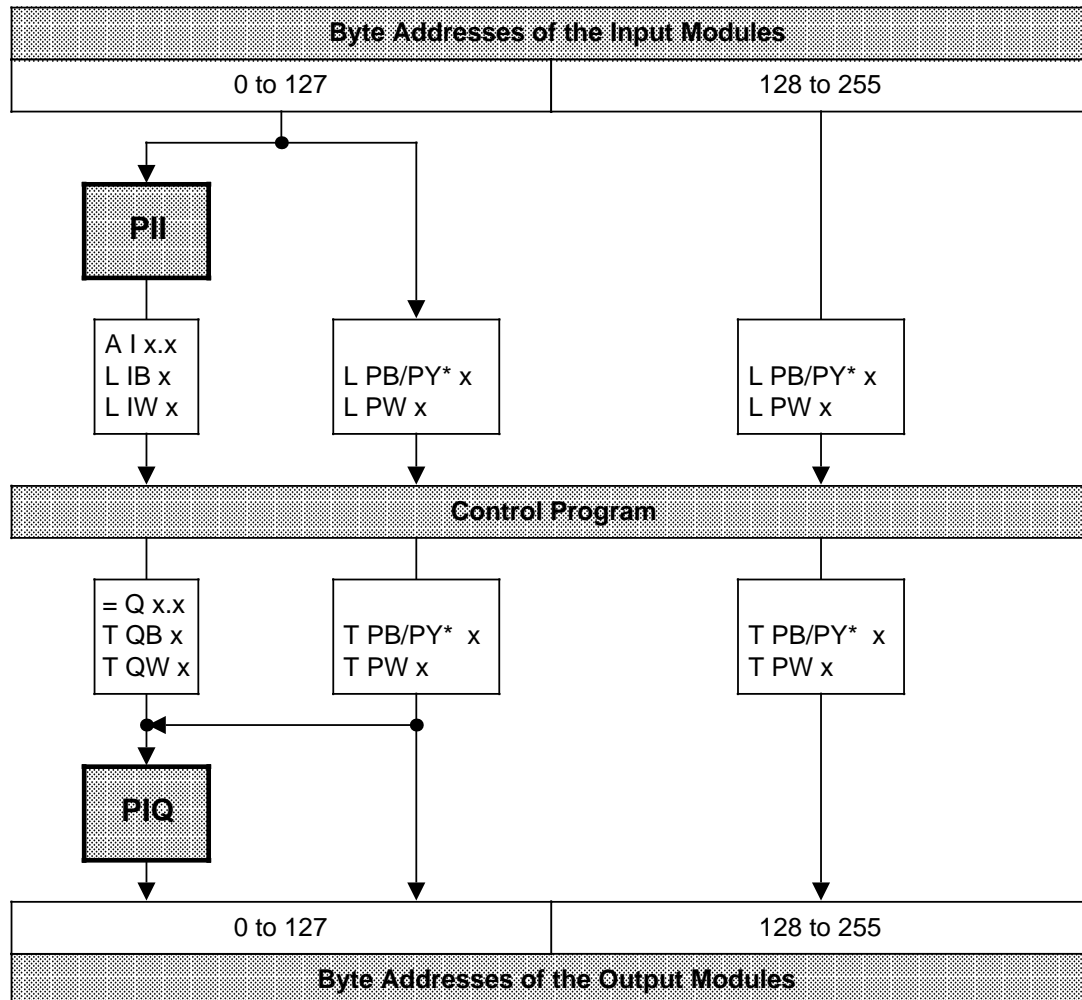 Byte Addresses of the Input Modules
0 to 127
128 to 255
PII
A I x.x
L IB x
L IW x
L PB/PY* x
L PW x
L PB/PY* x
L PW x
Control Program
= Q x.x
T QB x
T QW x
T PB/PY* x
T PW x
T PB/PY* x
T PW x
PIQ
0 to 127
128 to 255
Byte Addresses of the Output Modules